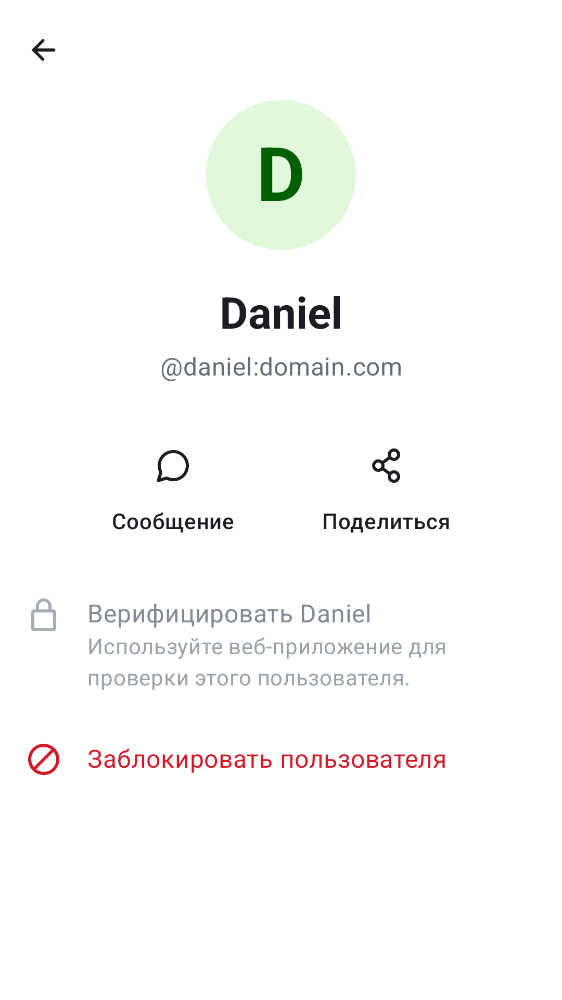 D
Daniel
@daniel:domain.com
Сообщение Поделиться
Верифицировать Daniel
Используйте веб-приложение для
проверки этого пользователя.
Заблокировать пользователя